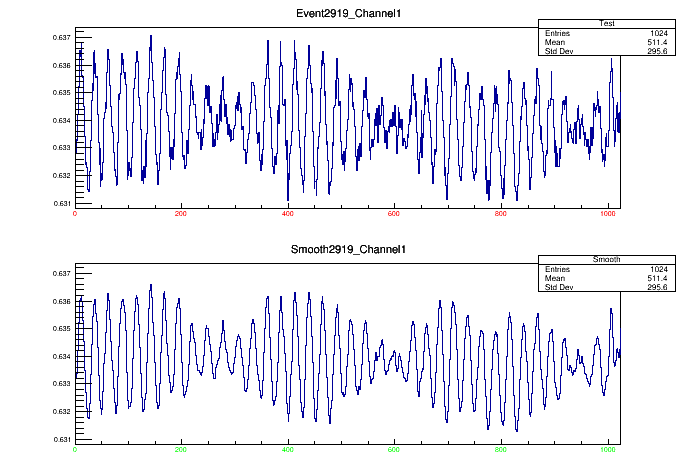 Event2919_Channel1
Test
Entries 1024
Mean 511.4
Std Dev 295.6
0.637
0.636
0.635
0.634
0.633
0.632
0.631
0 200 400 600 800 1000
Smooth2919_Channel1
Smooth
Entries 1024
Mean 511.4
Std Dev 295.6
0.637
0.636
0.635
0.634
0.633
0.632
0.631
0 200 400 600 800 1000